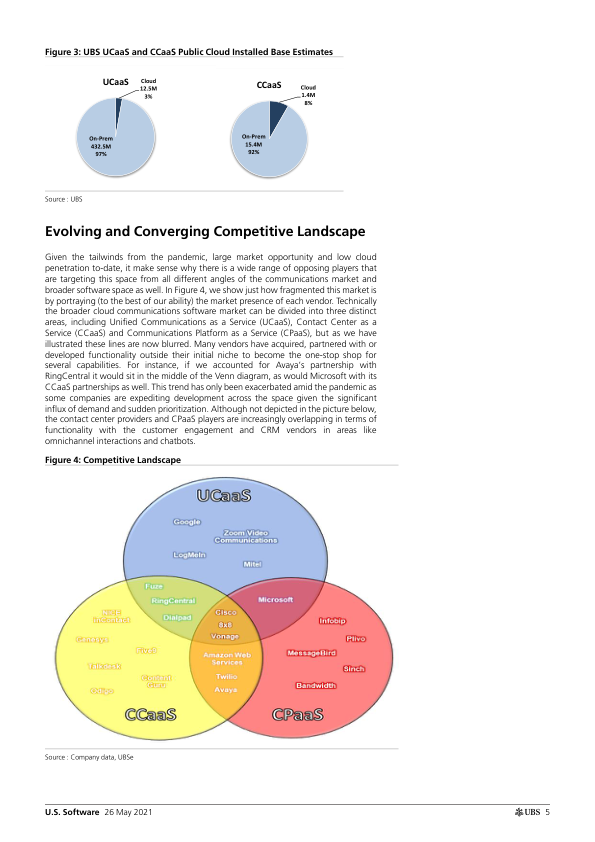 Figure 3: UBS UCaaS and CCaaS Public Cloud Installed Base Estimates
UCaaS
Cloud
12.5M
3%
On-Prem
432.5M
97%
CCaaS
Cloud
1.4M
8%
On-Prem
15.4M
92%
Source : UBS
Evolving and Converging Competitive Landscape
Given the tailwinds from the pandemic, large market opportunity and low cloud
penetration to-date, it make sense why there is a wide range of opposing players that
are targeting this space from all different angles of the communications market and
broader software space as well. In Figure 4, we show just how fragmented this market is
by portraying (to the best of our ability) the market presence of each vendor. Technically
the broader cloud communications software market can be divided into three distinct
areas, including Unified Communications as a Service (UCaaS), Contact Center as a
Service (CCaaS) and Communications Platform as a Service (CPaaS), but as we have
illustrated these lines are now blurred. Many vendors have acquired, partnered with or
developed functionality outside their initial niche to become the one-stop shop for
several capabilities. For instance, if we accounted for Avaya's partnership with
RingCentral it would sit in the middle of the Venn diagram, as would Microsoft with its
CCaaS partnerships as well. This trend has only been exacerbated amid the pandemic as
some companies are expediting development across the space given the significant
influx of demand and sudden prioritization. Although not depicted in the picture below,
the contact center providers and CPaaS players are increasingly overlapping in terms of
functionality with the customer engagement and CRM vendors in areas like
omnichannel interactions and chatbots.
Figure 4: Competitive Landscape
UCaaS
Google
Zoom Video
Communications
LogMeIn
Mitel
Fuze
RingCentral
Dialpad
Microsoft
Cisco
8x8
Vonage
NICE
inContact
Genesys
Five9
Talkdesk
Content
Guru
Odigo
Amazon Web
Services
Twilio
Avaya
Infobip
Plivo
MessageBird
Sinch
Bandwidth
CCaaS
CPaaS
Source : Company data, UBSe
U.S. Software 26 May 2021
UBS 5